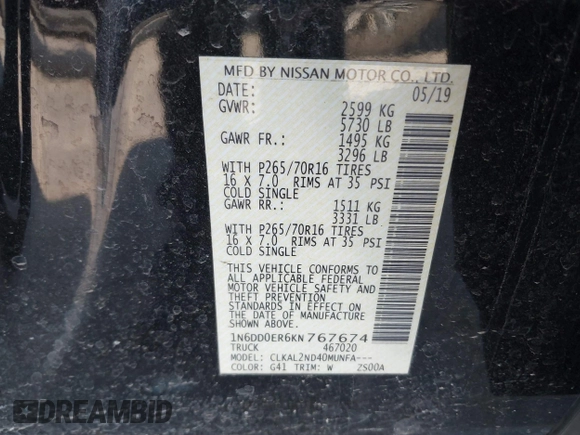 MFD BY NISSAN MOTOR CO., LTD.
DATE: 05/19
GVWR: 2599 KG
5730 LB
GAWR FR.: 1495 KG
3296 LB
WITH P265/70R16 TIRES
16 X 7.0 RIMS AT 35 PSI
COLD SINGLE
GAWR RR.: 1511 KG
3331 LB
WITH P265/70R16 TIRES
16 X 7.0 RIMS AT 35 PSI
COLD SINGLE
THIS VEHICLE CONFORMS TO
ALL APPLICABLE FEDERAL
MOTOR VEHICLE SAFETY AND
THEFT PREVENTION
STANDARDS IN EFFECT ON
THE DATE OF MANUFACTURE
SHOWN ABOVE.
1N6DD0ER6KN767674
TRUCK 467020
MODEL: CLKAL2ND40MUNFA---
COLOR: G41 TRIM: W ZS00A
DREAMBID